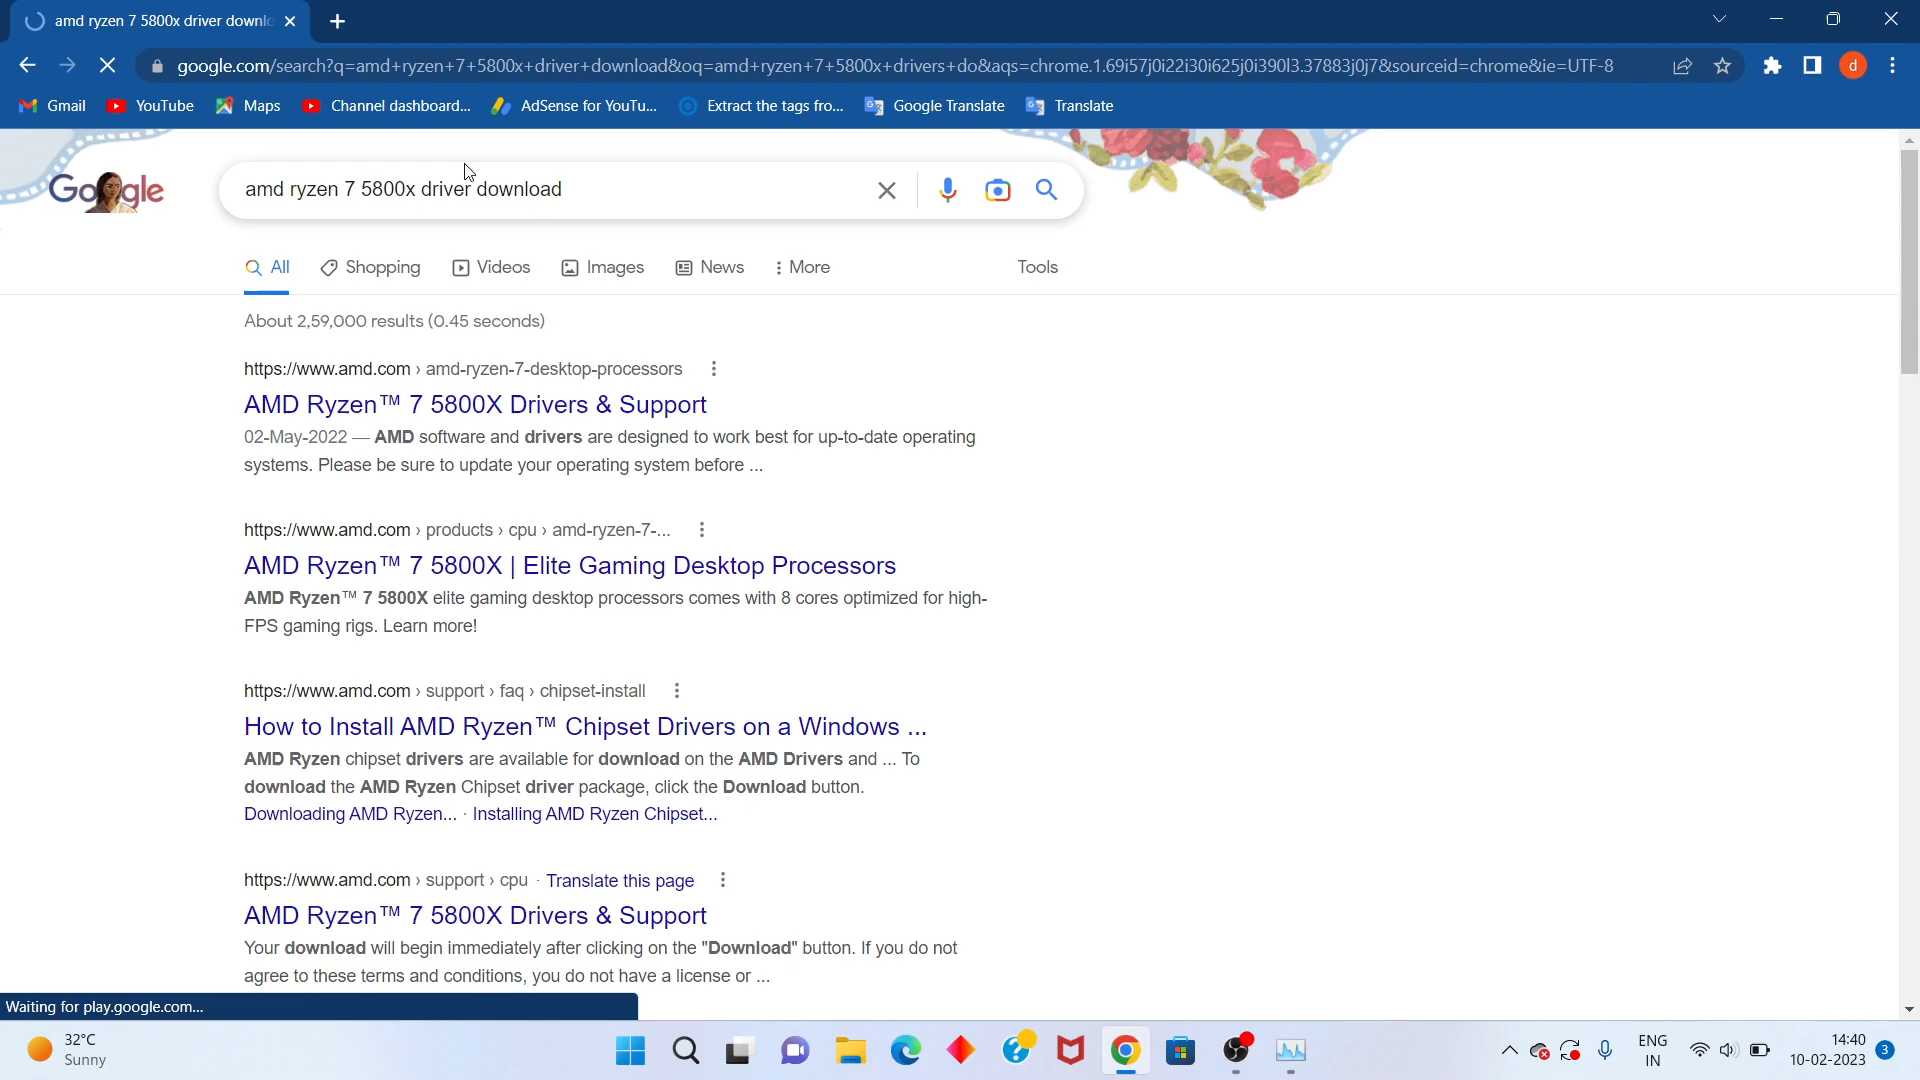 amd ryzen 7 5800x driver downlo
google.com/search?q=amd+ryzen+7+5800x+driver+download&oq=amd+ryzen+7+5800x+drivers+do&aqs=chrome.1.69i57j0i22i30i625j0i390l3.37883j0j7&sourceid=chrome&ie=UTF-8
d
Gmail YouTube Maps Channel dashboard... AdSense for YouTu... Extract the tags fro... Google Translate Translate
Google
amd ryzen 7 5800x driver download
All Shopping Videos Images News More Tools
About 2,59,000 results (0.45 seconds)
https://www.amd.com › amd-ryzen-7-desktop-processors
AMD Ryzen™ 7 5800X Drivers & Support
02-May-2022 — AMD software and drivers are designed to work best for up-to-date operating
systems. Please be sure to update your operating system before ...
https://www.amd.com › products › cpu › amd-ryzen-7-...
AMD Ryzen™ 7 5800X | Elite Gaming Desktop Processors
AMD Ryzen™ 7 5800X elite gaming desktop processors comes with 8 cores optimized for high-
FPS gaming rigs. Learn more!
https://www.amd.com › support › faq › chipset-install
How to Install AMD Ryzen™ Chipset Drivers on a Windows ...
AMD Ryzen chipset drivers are available for download on the AMD Drivers and ... To
download the AMD Ryzen Chipset driver package, click the Download button.
Downloading AMD Ryzen... · Installing AMD Ryzen Chipset...
https://www.amd.com › support › cpu · Translate this page
AMD Ryzen™ 7 5800X Drivers & Support
Your download will begin immediately after clicking on the "Download" button. If you do not
agree to these terms and conditions, you do not have a license or ...
Waiting for play.google.com...
32°C
Sunny
ENG
IN
14:40
10-02-2023
3